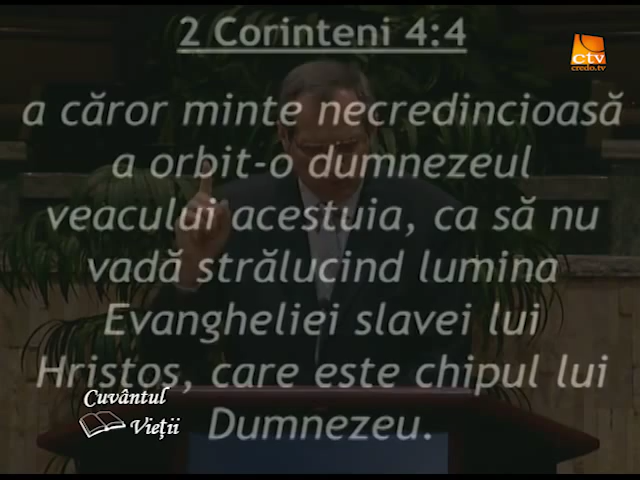 2 Corinteni 4:4
ctv
credo.tv
a căror minte necredincioasă
a orbit-o dumnezeul
veacului acestuia, ca să nu
vadă strălucind lumina
Evangheliei slavei lui
Hristos, care este chipul lui
Dumnezeu.
Cuvântul
Vieții